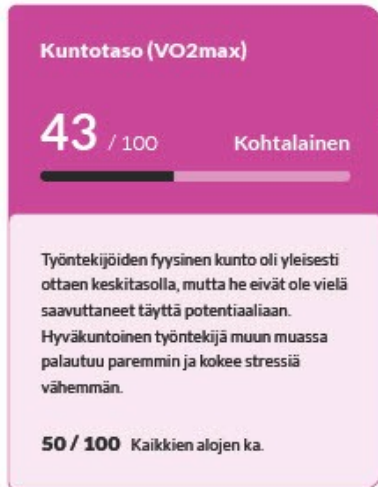 Kuntotaso (VO2max)
43 / 100 Kohtalainen
Työntekijöiden fyysinen kunto oli yleisesti
ottaen keskitasolla, mutta he eivät ole vielä
saavuttaneet täyttä potentiaaliaan.
Hyväkuntoinen työntekijä muun muassa
palautuu paremmin ja kokee stressiä
vähemmän.
50 / 100 Kaikkien alojen ka.